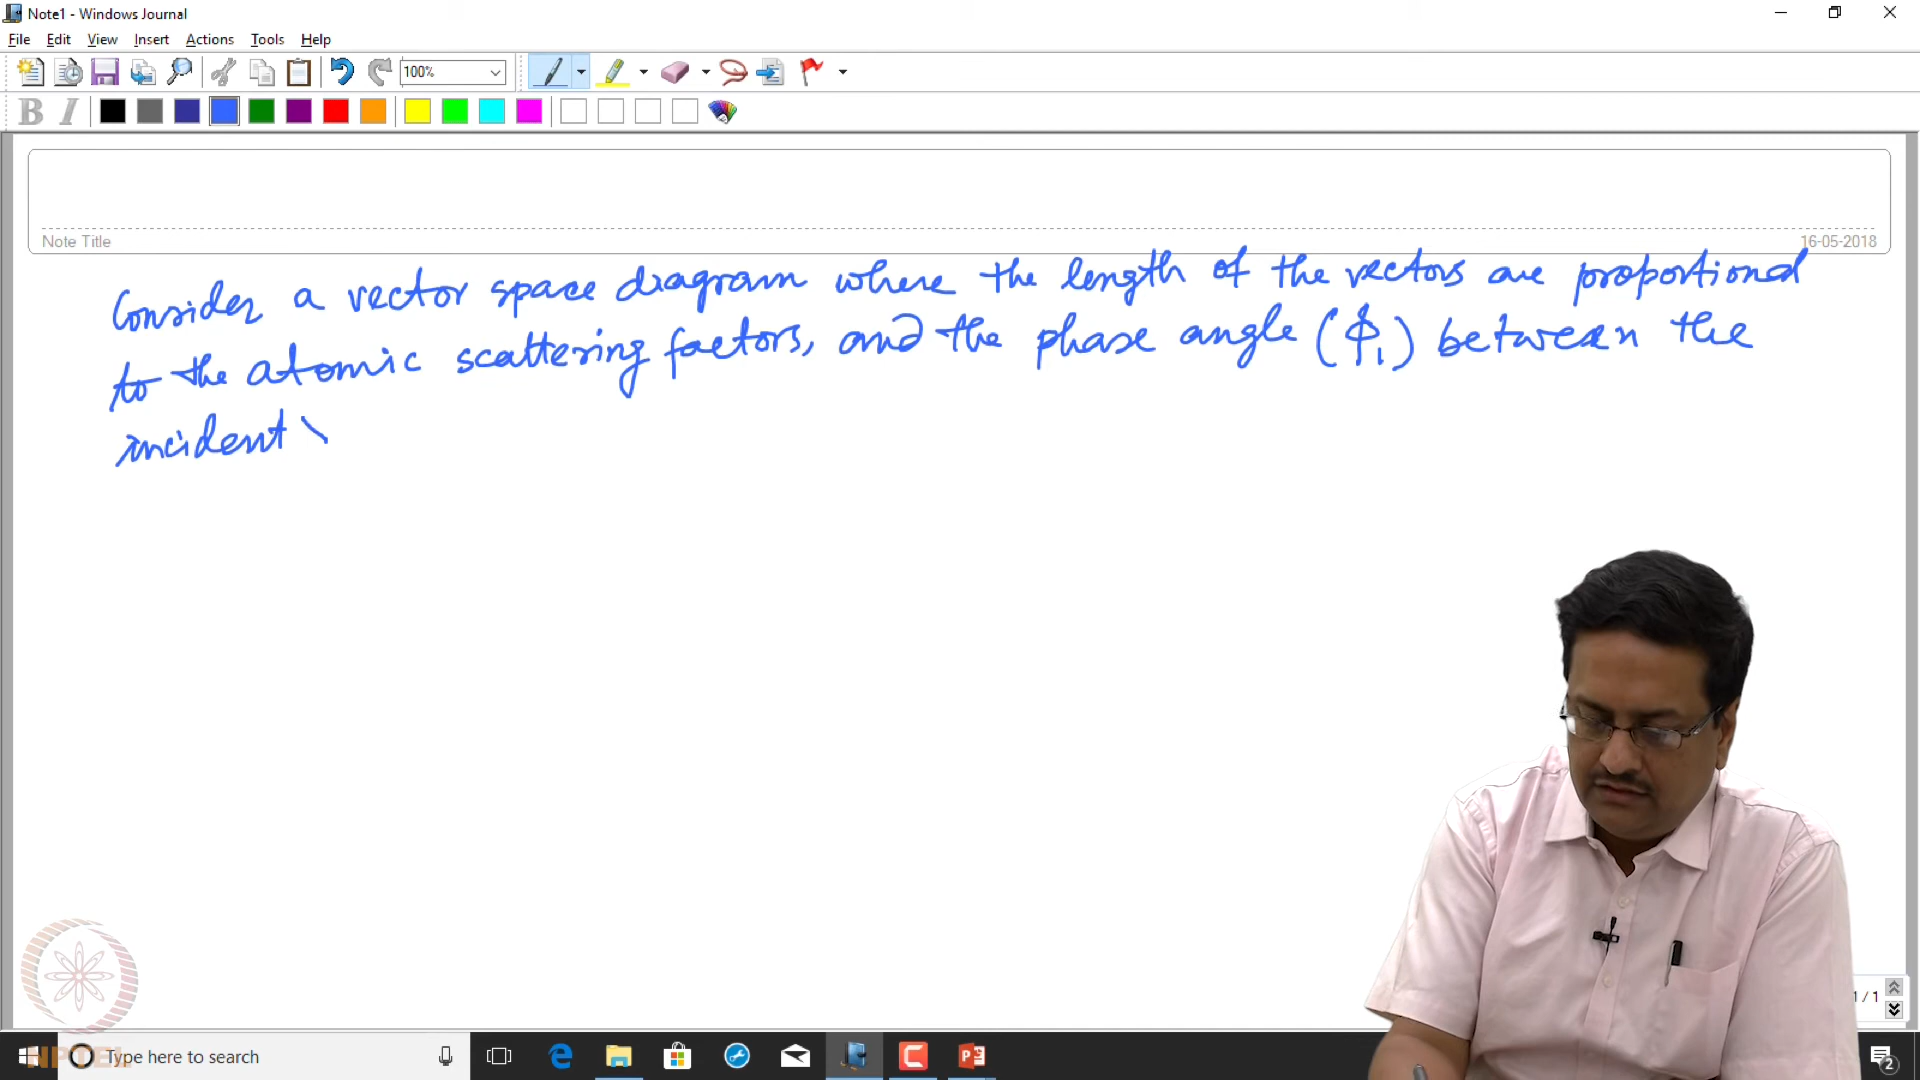 Note1 - Windows Journal
File Edit View Insert Actions Tools Help
100%
B I
Note Title
16-05-2018
Consider a vector space diagram where the length of the vectors are proportional
to the atomic scattering factors, and the phase angle (ϕ1) between the
incident
1 / 1
NPTEL
Type here to search
2